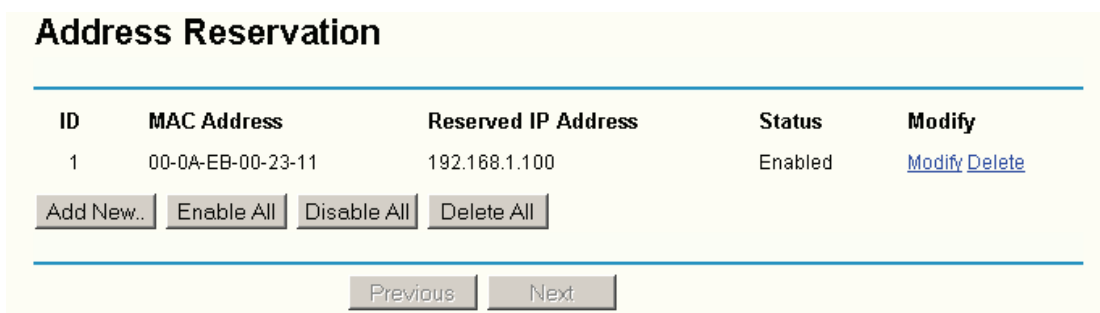 Address Reservation
ID MAC Address Reserved IP Address Status Modify
1 00-0A-EB-00-23-11 192.168.1.100 Enabled Modify Delete
Add New.. Enable All Disable All Delete All
Previous Next